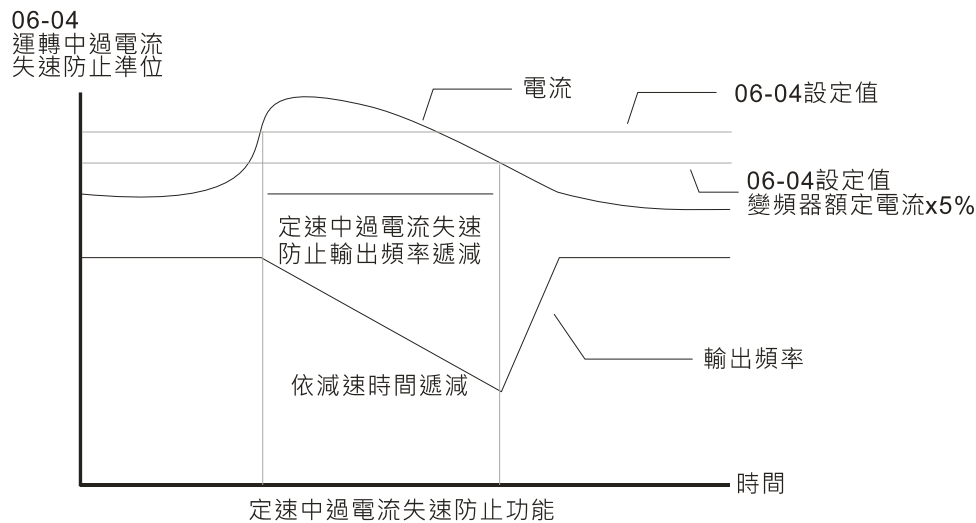 06-04
運轉中過電流
失速防止準位
電流
06-04設定值
06-04設定值
變頻器額定電流x5%
定速中過電流失速
防止輸出頻率遞減
依減速時間遞減
輸出頻率
時間
定速中過電流失速防止功能